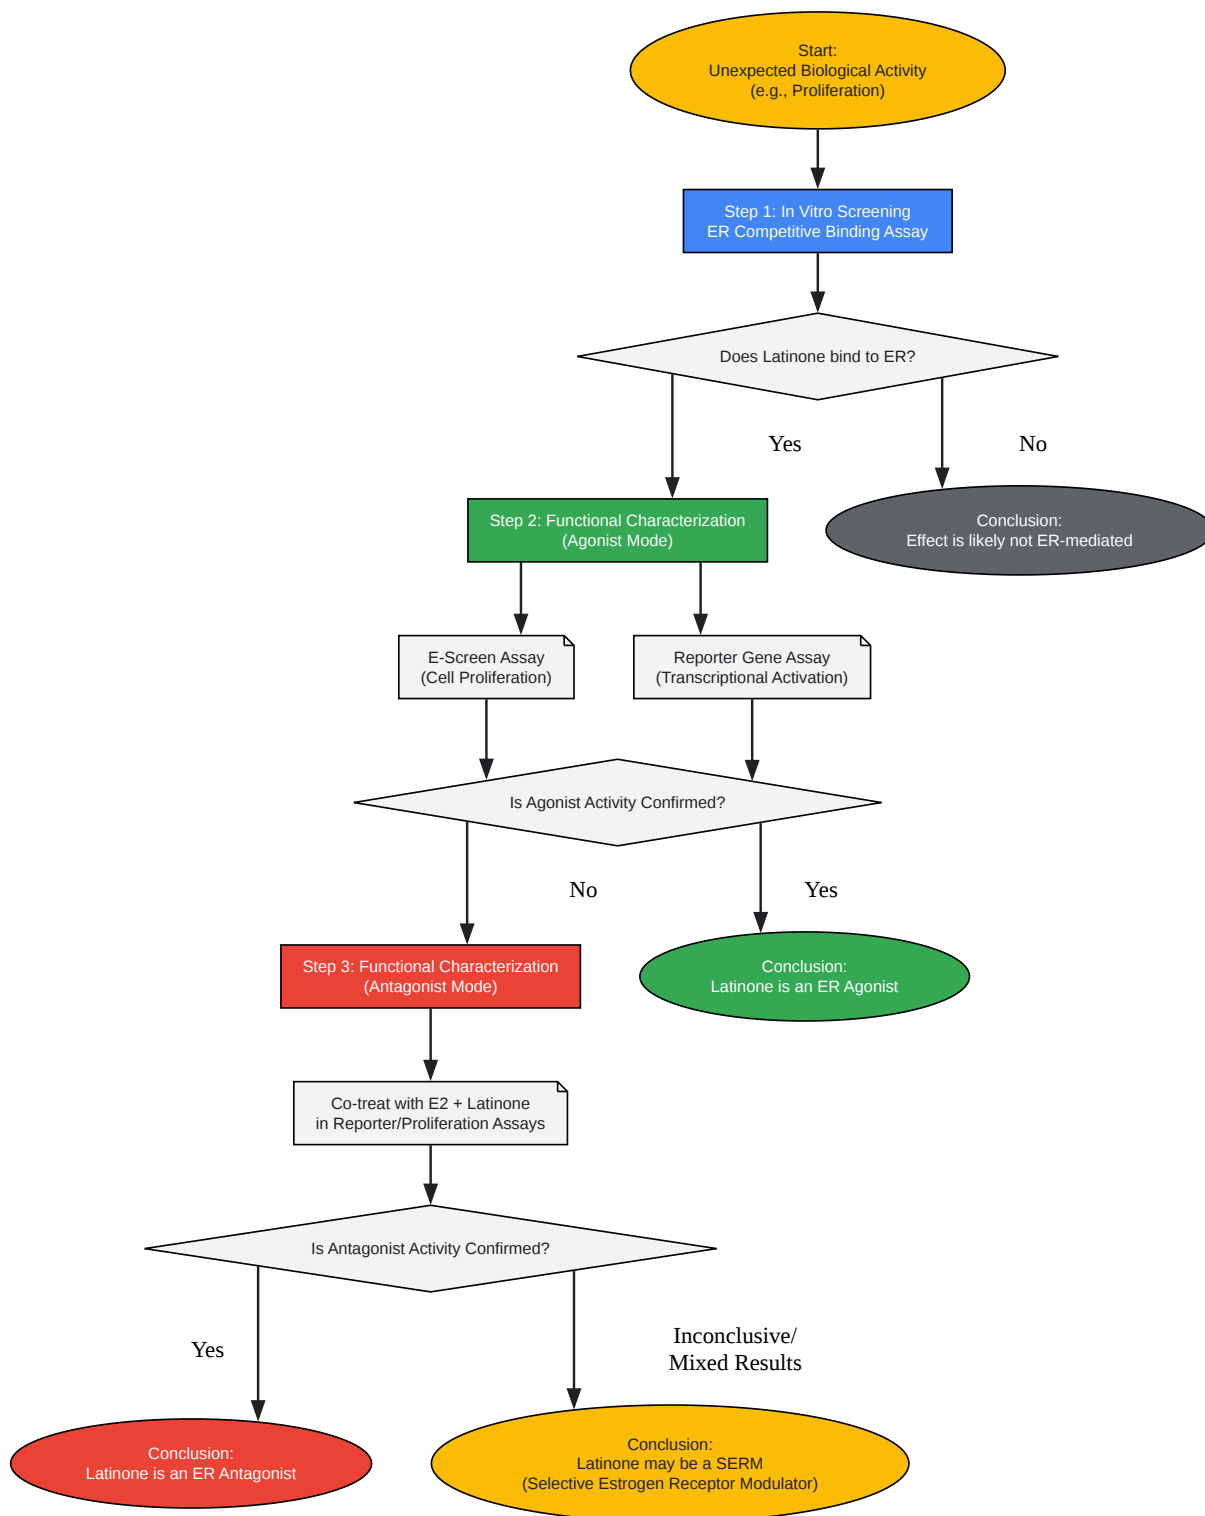 Start:
Unexpected Biological Activity
(e.g., Proliferation)
Step 1: In Vitro Screening
ER Competitive Binding Assay
Does Latinone bind to ER?
Yes
No
Step 2: Functional Characterization
(Agonist Mode)
Conclusion:
Effect is likely not ER-mediated
E-Screen Assay
(Cell Proliferation)
Reporter Gene Assay
(Transcriptional Activation)
Is Agonist Activity Confirmed?
No
Yes
Step 3: Functional Characterization
(Antagonist Mode)
Conclusion:
Latinone is an ER Agonist
Co-treat with E2 + Latinone
in Reporter/Proliferation Assays
Is Antagonist Activity Confirmed?
Yes
Inconclusive/
Mixed Results
Conclusion:
Latinone is an ER Antagonist
Conclusion:
Latinone may be a SERM
(Selective Estrogen Receptor Modulator)